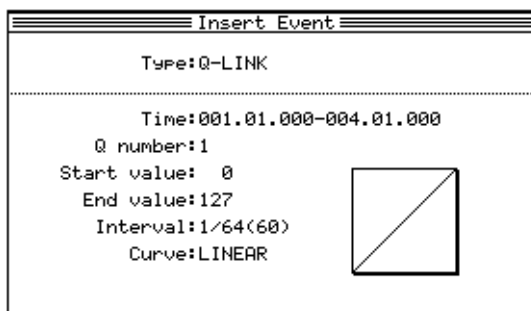 Insert Event
Type:Q-LINK
Time:001.01.000-004.01.000
Q number:1
Start value: 0
End value:127
Interval:1/64(60)
Curve:LINEAR